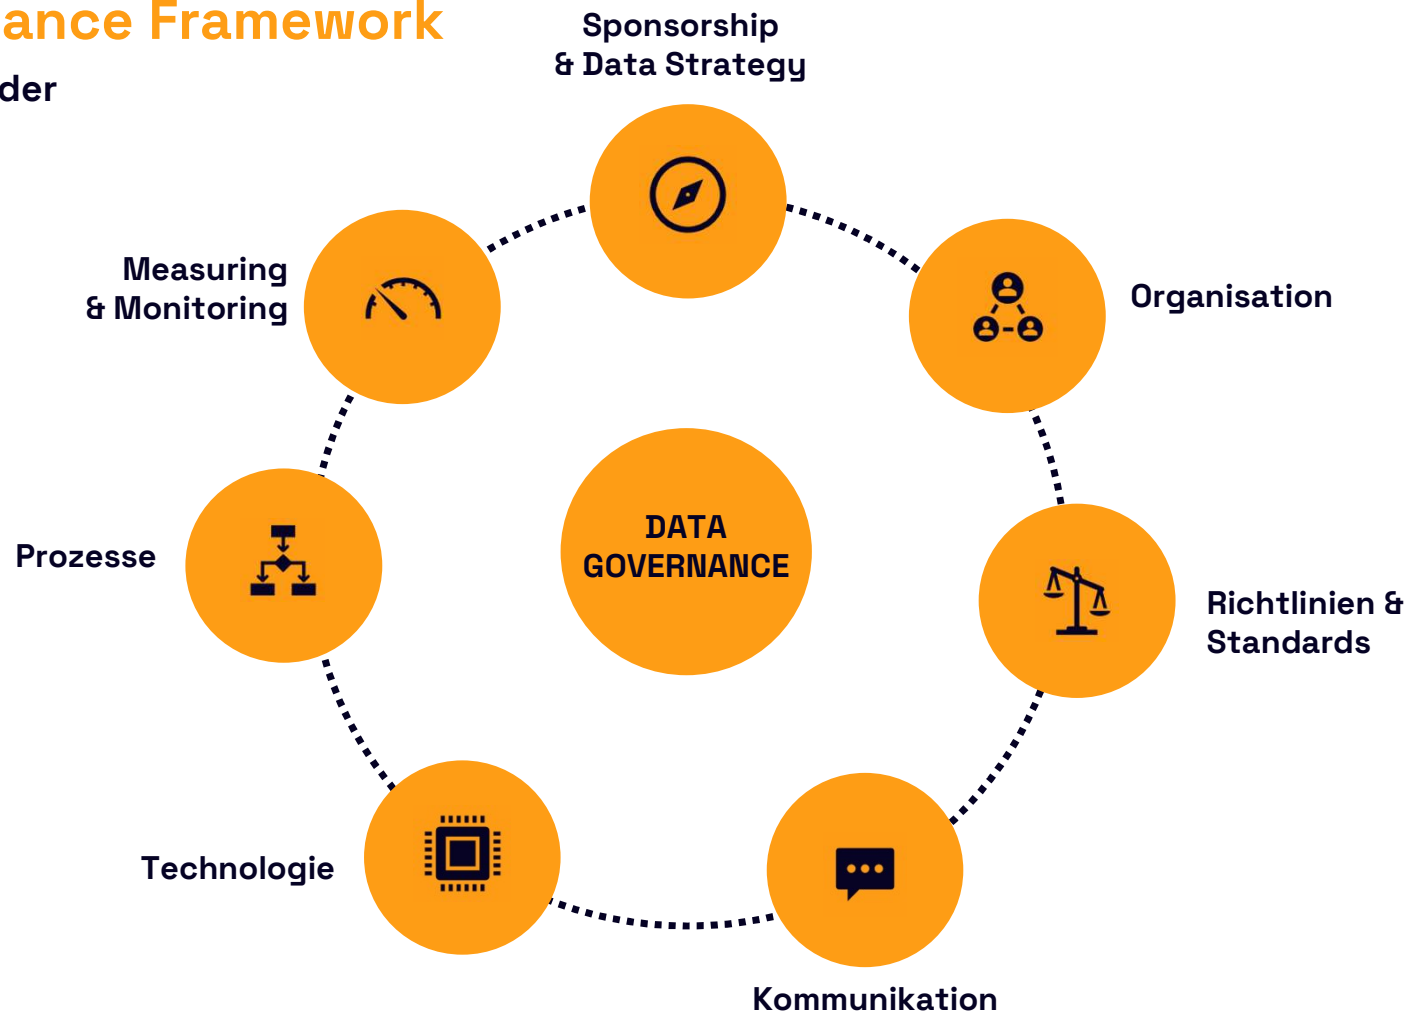 ance Framework
der
Sponsorship
& Data Strategy
Organisation
Richtlinien &
Standards
Kommunikation
Technologie
Prozesse
Measuring
& Monitoring
DATA
GOVERNANCE